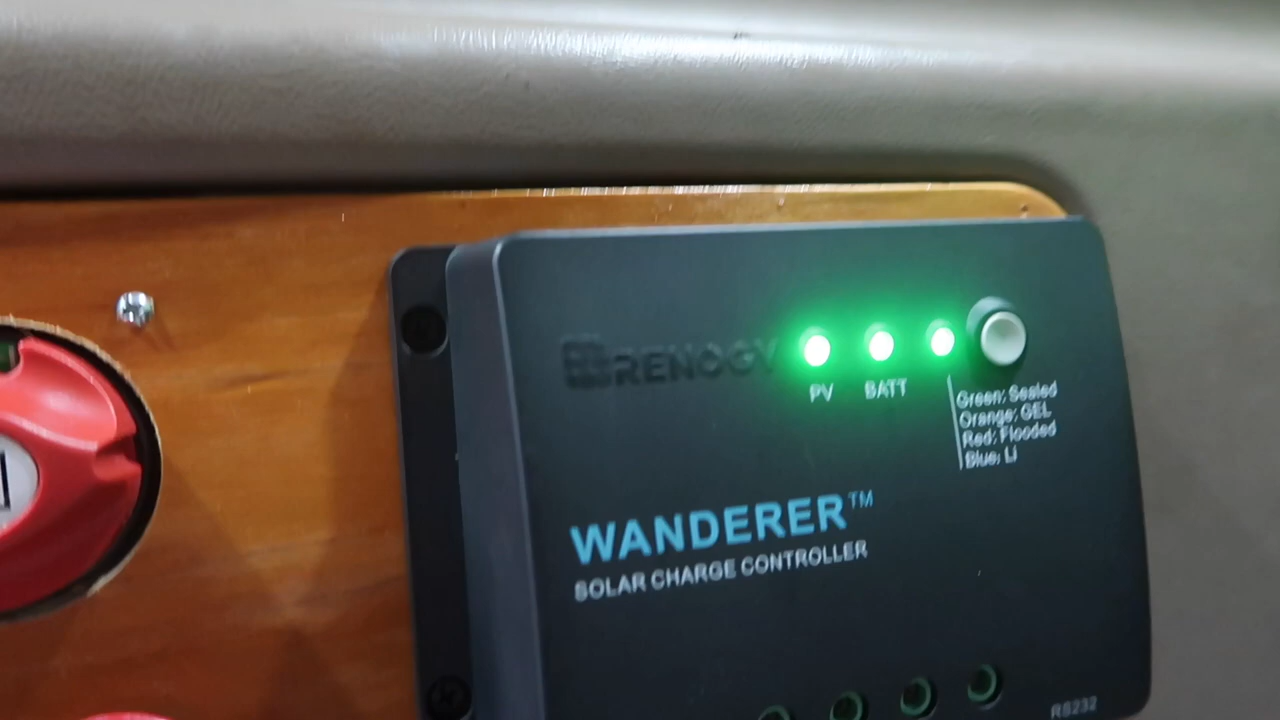 RENOGY
PV BATT
Green: Sealed
Orange: GEL
Red: Flooded
Blue: Li
WANDERER™
SOLAR CHARGE CONTROLLER
RS232